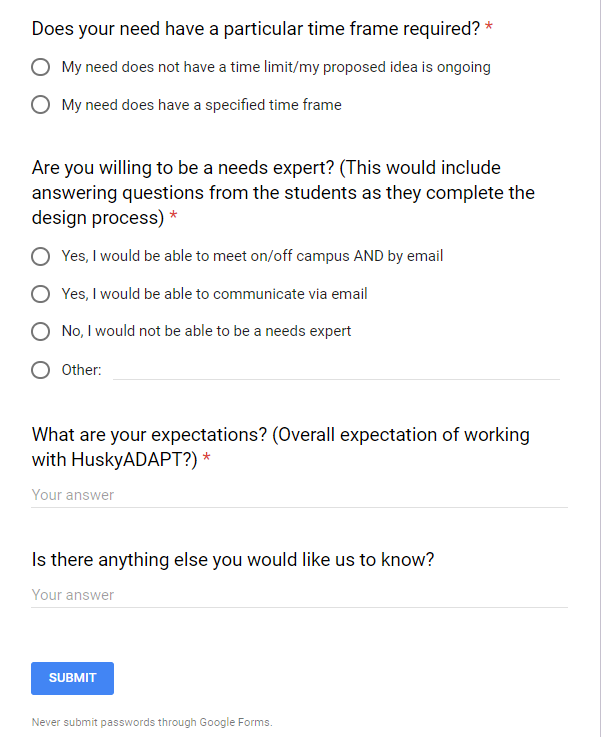 Does your need have a particular time frame required? *
My need does not have a time limit/my proposed idea is ongoing
My need does have a specified time frame
Are you willing to be a needs expert? (This would include
answering questions from the students as they complete the
design process) *
Yes, I would be able to meet on/off campus AND by email
Yes, I would be able to communicate via email
No, I would not be able to be a needs expert
Other:
What are your expectations? (Overall expectation of working
with HuskyADAPT?) *
Your answer
Is there anything else you would like us to know?
Your answer
SUBMIT
Never submit passwords through Google Forms.